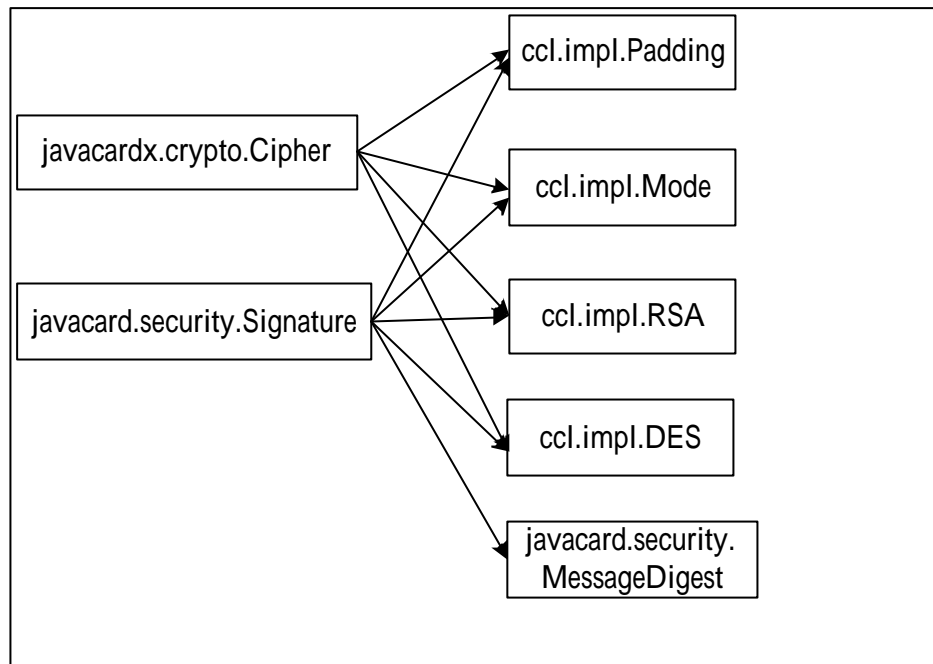 javacardx.crypto.Cipher
javacard.security.Signature
ccl.impl.Padding
ccl.impl.Mode
ccl.impl.RSA
ccl.impl.DES
javacard.security.
MessageDigest